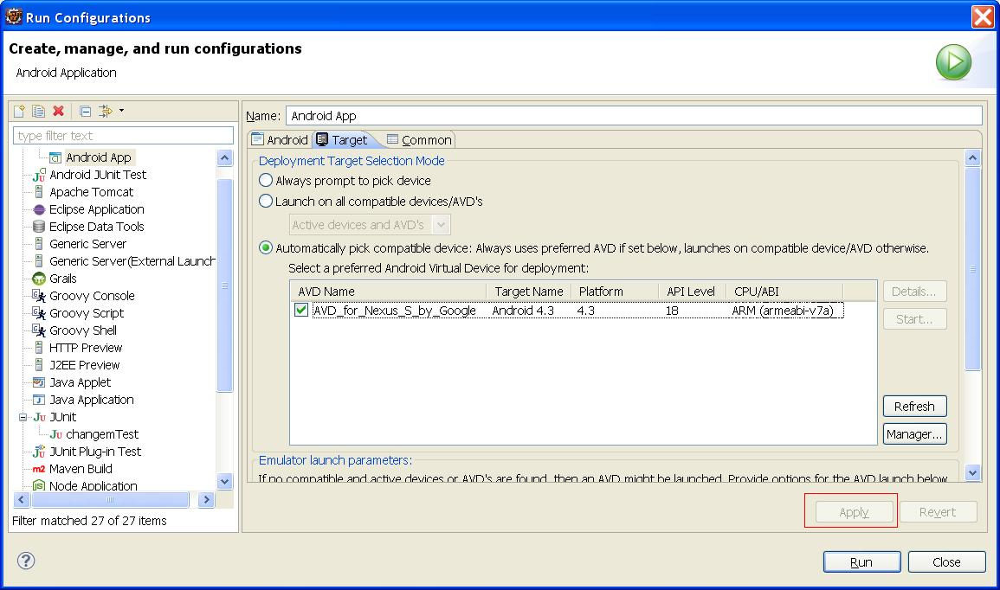 Run Configurations
Create, manage, and run configurations
Android Application
type filter text
Android App
Android JUnit Test
Apache Tomcat
Eclipse Application
Eclipse Data Tools
Generic Server
Generic Server(External Launch
Grails
Groovy Console
Groovy Script
Groovy Shell
HTTP Preview
J2EE Preview
Java Applet
Java Application
JUnit
changemTest
JUnit Plug-in Test
Maven Build
Node Application
Filter matched 27 of 27 items
Name: Android App
Android Target Common
Deployment Target Selection Mode
Always prompt to pick device
Launch on all compatible devices/AVD's
Active devices and AVD's
Automatically pick compatible device: Always uses preferred AVD if set below, launches on compatible device/AVD otherwise.
Select a preferred Android Virtual Device for deployment:
AVD Name Target Name Platform API Level CPU/ABI
AVD_for_Nexus_S_by_Google Android 4.3 4.3 18 ARM (armeabi-v7a)
Details...
Start...
Refresh
Manager...
Emulator launch parameters:
If no compatible and active devices or AVD's are found, then an AVD might be launched. Provide options for the AVD launch below.
Apply Revert
Run Close